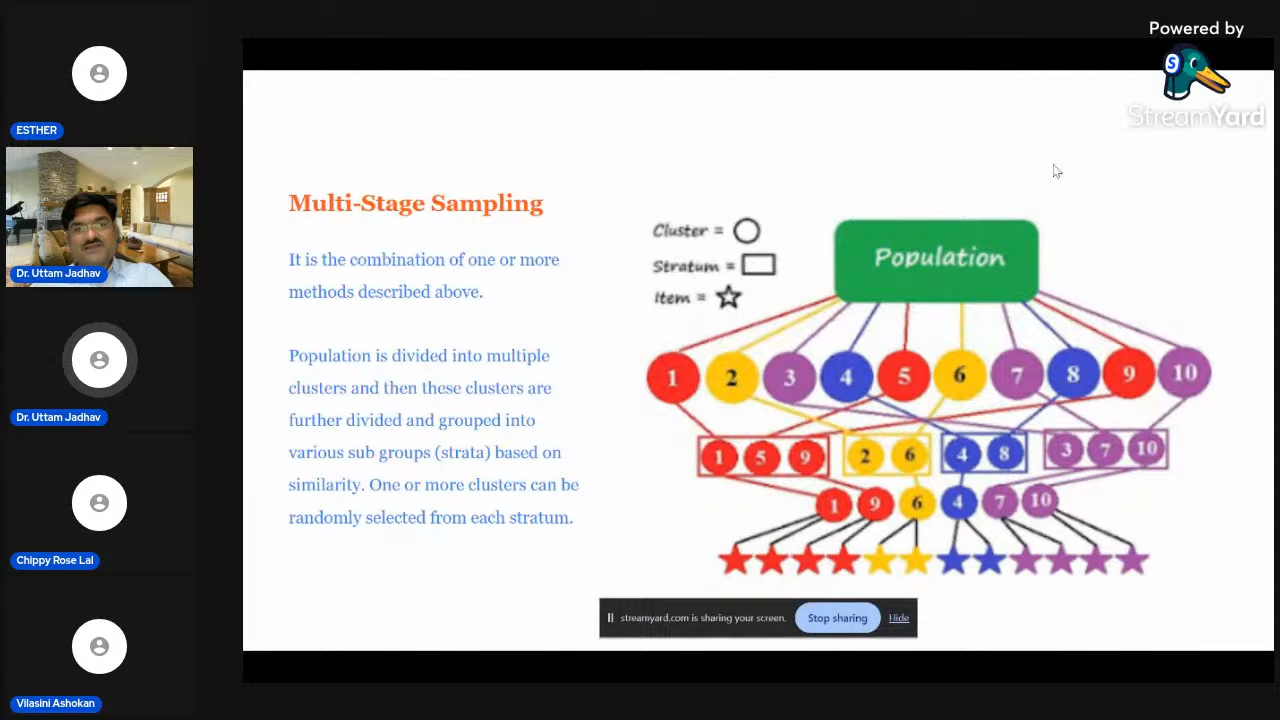 Powered by
S
StreamYard
ESTHER
Dr. Uttam Jadhav
Dr. Uttam Jadhav
Chippy Rose Lal
Vilasini Ashokan
Multi-Stage Sampling
It is the combination of one or more
methods described above.
Population is divided into multiple
clusters and then these clusters are
further divided and grouped into
various sub groups (strata) based on
similarity. One or more clusters can be
randomly selected from each stratum.
Cluster =
Stratum =
Item =
Population
1 2 3 4 5 6 7 8 9 10
1 5 9 2 6 4 8 3 7 10
1 9 6 4 7 10
streamyard.com is sharing your screen. Stop sharing Hide